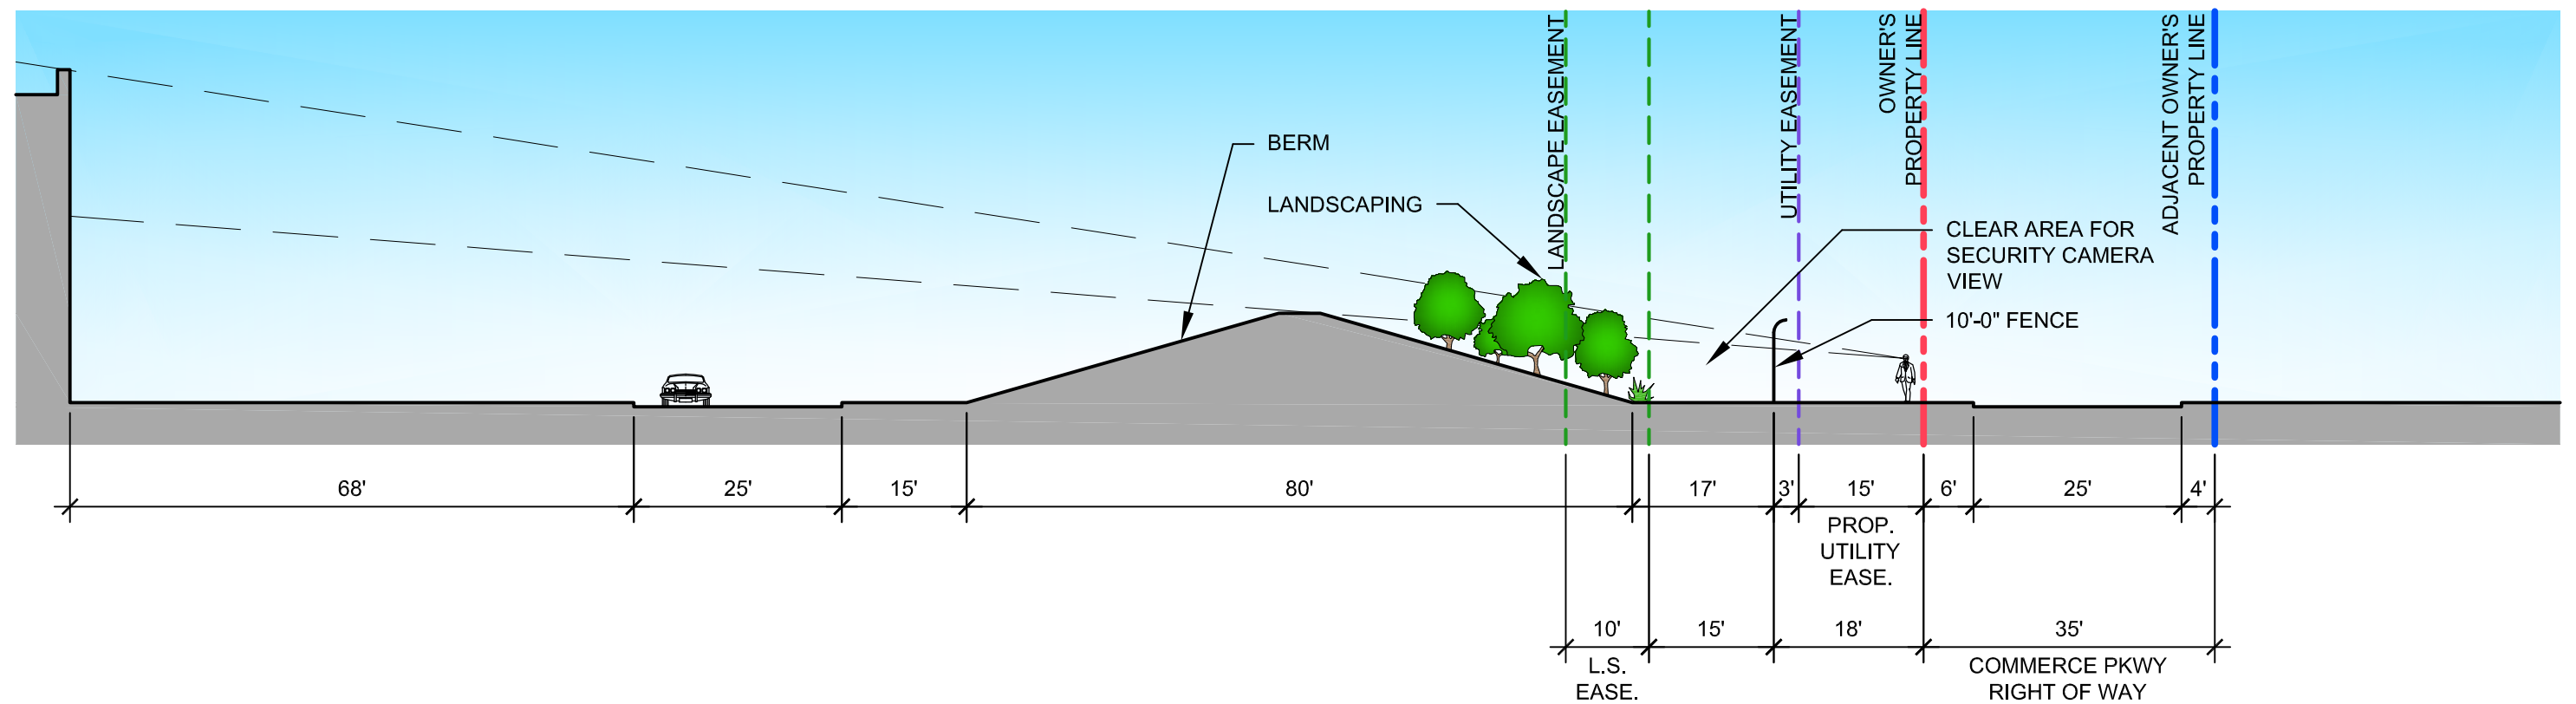 LANDSCAPE EASEMENT
UTILITY EASEMENT
OWNER'S
PROPERTY LINE
ADJACENT OWNER'S
PROPERTY LINE
BERM
LANDSCAPING
CLEAR AREA FOR
SECURITY CAMERA
VIEW
10'-0" FENCE
68'
25'
15'
80'
17'
3'
15'
6'
25'
4'
PROP.
UTILITY
EASE.
10'
15'
18'
35'
L.S.
EASE.
COMMERCE PKWY
RIGHT OF WAY